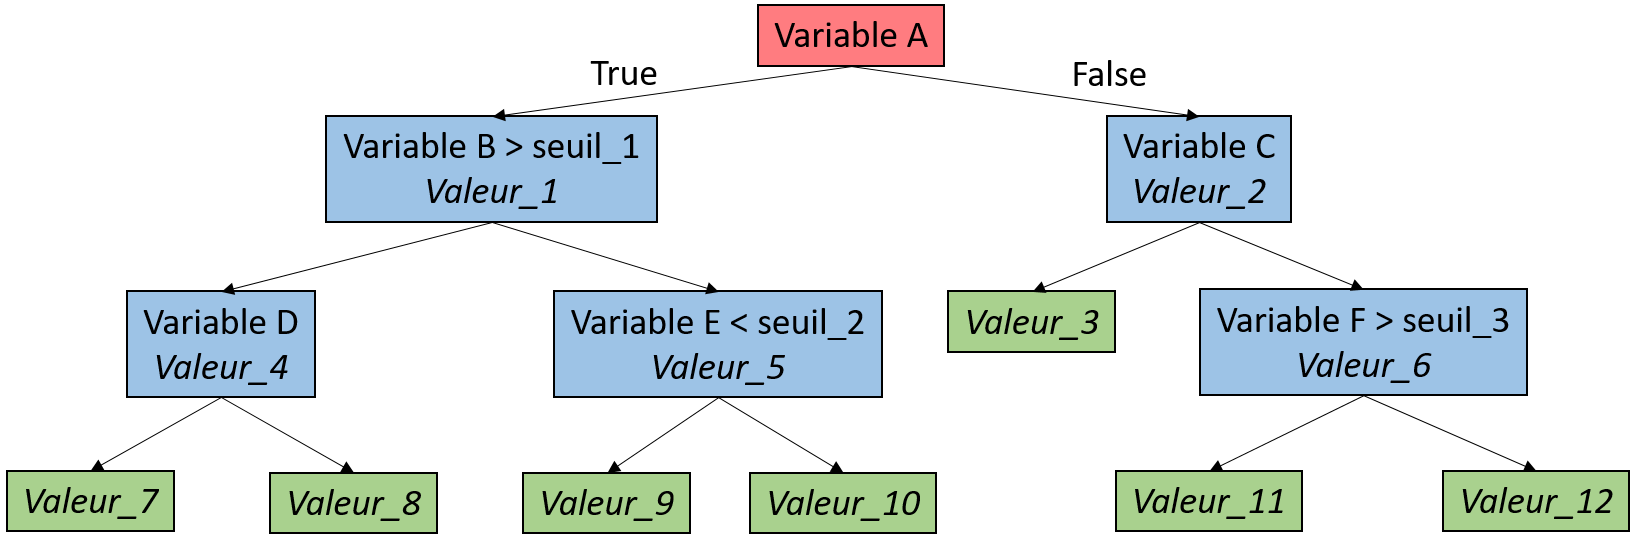 Variable A
True
False
Variable B > seuil_1
Valeur_1
Variable C
Valeur_2
Variable D
Valeur_4
Variable E < seuil_2
Valeur_5
Valeur_3
Variable F > seuil_3
Valeur_6
Valeur_7
Valeur_8
Valeur_9
Valeur_10
Valeur_11
Valeur_12